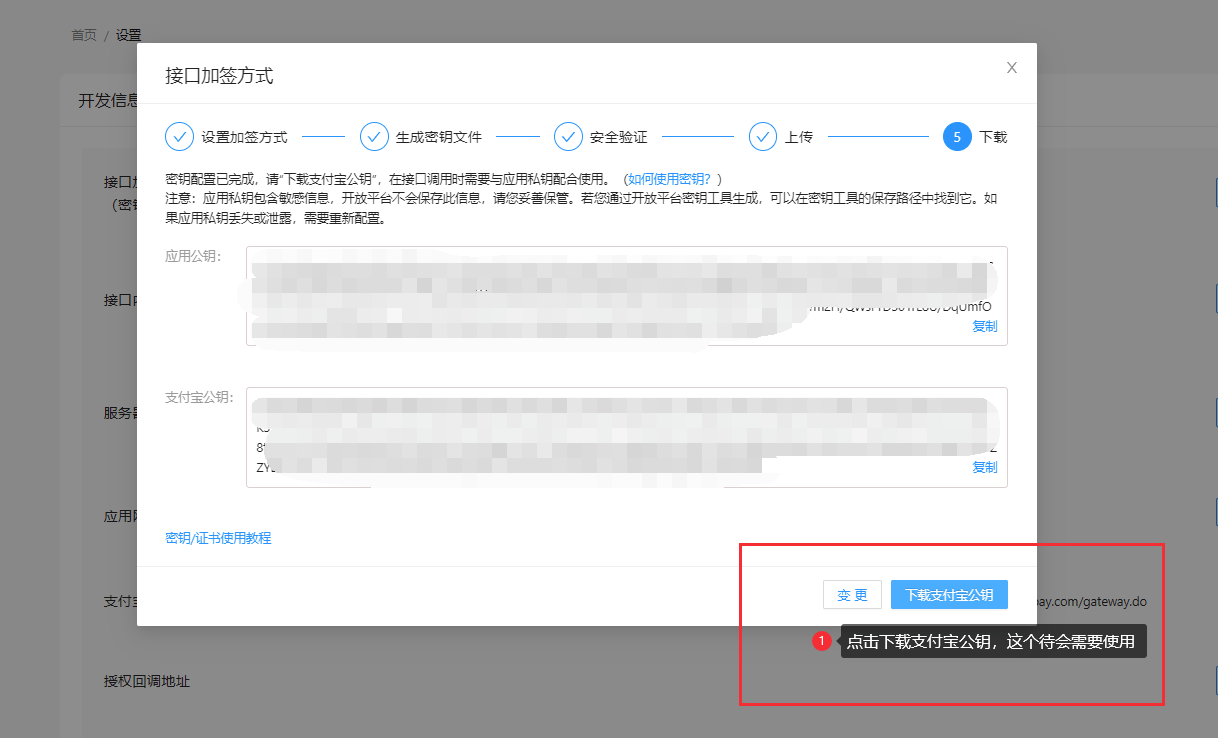 首页 / 设置
接口加签方式
X
开发信息
设置加签方式
生成密钥文件
安全验证
上传
5 下载
密钥配置已完成，请“下载支付宝公钥”，在接口调用时需要与应用私钥配合使用。（如何使用密钥？）
注意：应用私钥包含敏感信息，开放平台不会保存此信息，请您妥善保管。若您通过开放平台密钥工具生成，可以在密钥工具的保存路径中找到它。如
果应用私钥丢失或泄露，需要重新配置。
接口
（密
应用公钥：
接口
复制
支付宝公钥：
服务
复制
应用
密钥/证书使用教程
变 更
下载支付宝公钥
支付
pay.com/gateway.do
1 点击下载支付宝公钥，这个待会需要使用
授权回调地址